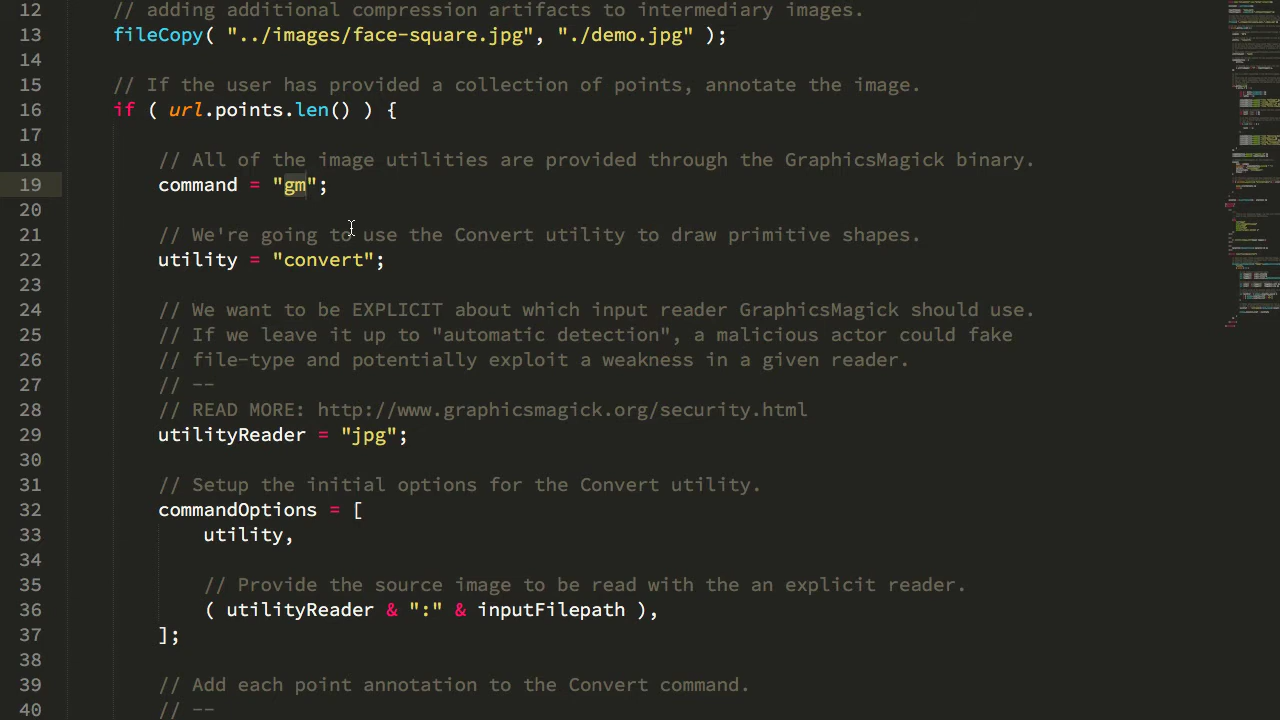 12 // adding additional compression artifacts to intermediary images.
13 fileCopy( "../images/face-square.jpg", "./demo.jpg" );
14
15 // If the user has provided a collection of points, annotate the image.
16 if ( url.points.len() ) {
17
18 // All of the image utilities are provided through the GraphicsMagick binary.
19 command = "gm";
20
21 // We're going to use the Convert utility to draw primitive shapes.
22 utility = "convert";
23
24 // We want to be EXPLICIT about which input reader GraphicsMagick should use.
25 // If we leave it up to "automatic detection", a malicious actor could fake
26 // file-type and potentially exploit a weakness in a given reader.
27 // --
28 // READ MORE: http://www.graphicsmagick.org/security.html
29 utilityReader = "jpg";
30
31 // Setup the initial options for the Convert utility.
32 commandOptions = [
33 utility,
34
35 // Provide the source image to be read with the an explicit reader.
36 ( utilityReader & ":" & inputFilepath ),
37 ];
38
39 // Add each point annotation to the Convert command.
40 // --